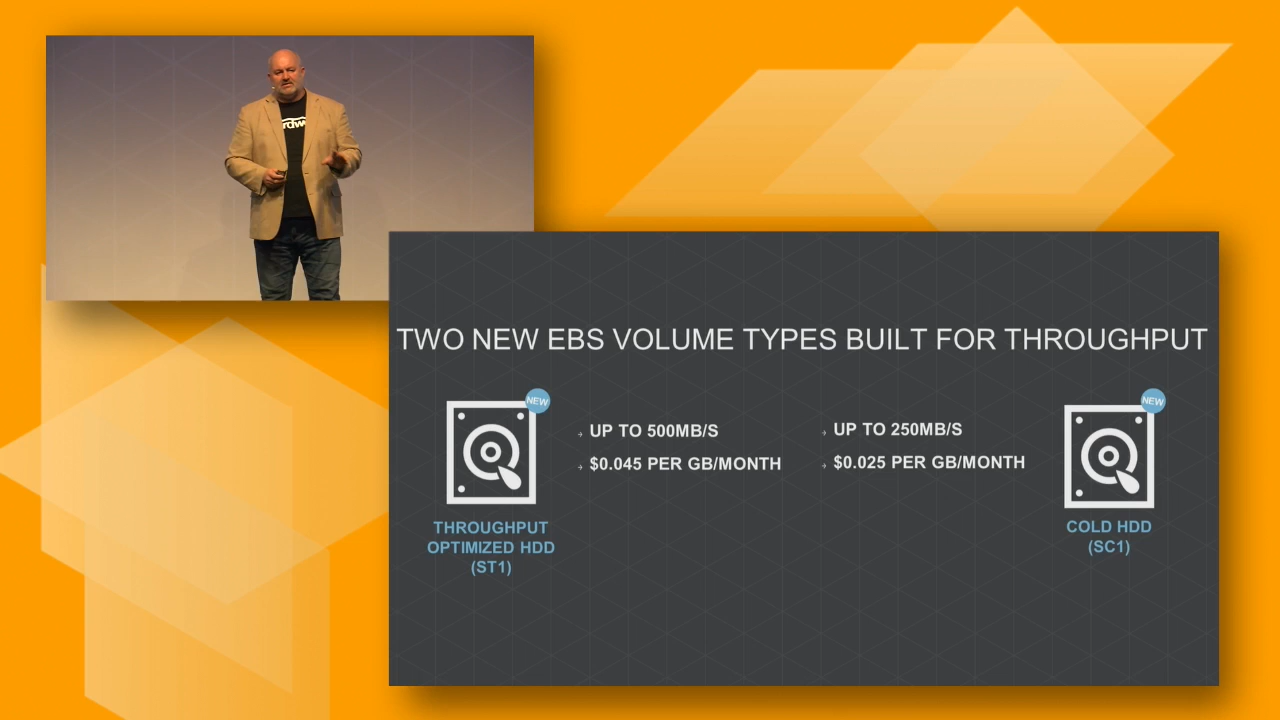 TWO NEW EBS VOLUME TYPES BUILT FOR THROUGHPUT
NEW
UP TO 500MB/S
$0.045 PER GB/MONTH
THROUGHPUT
OPTIMIZED HDD
(ST1)
UP TO 250MB/S
$0.025 PER GB/MONTH
NEW
COLD HDD
(SC1)